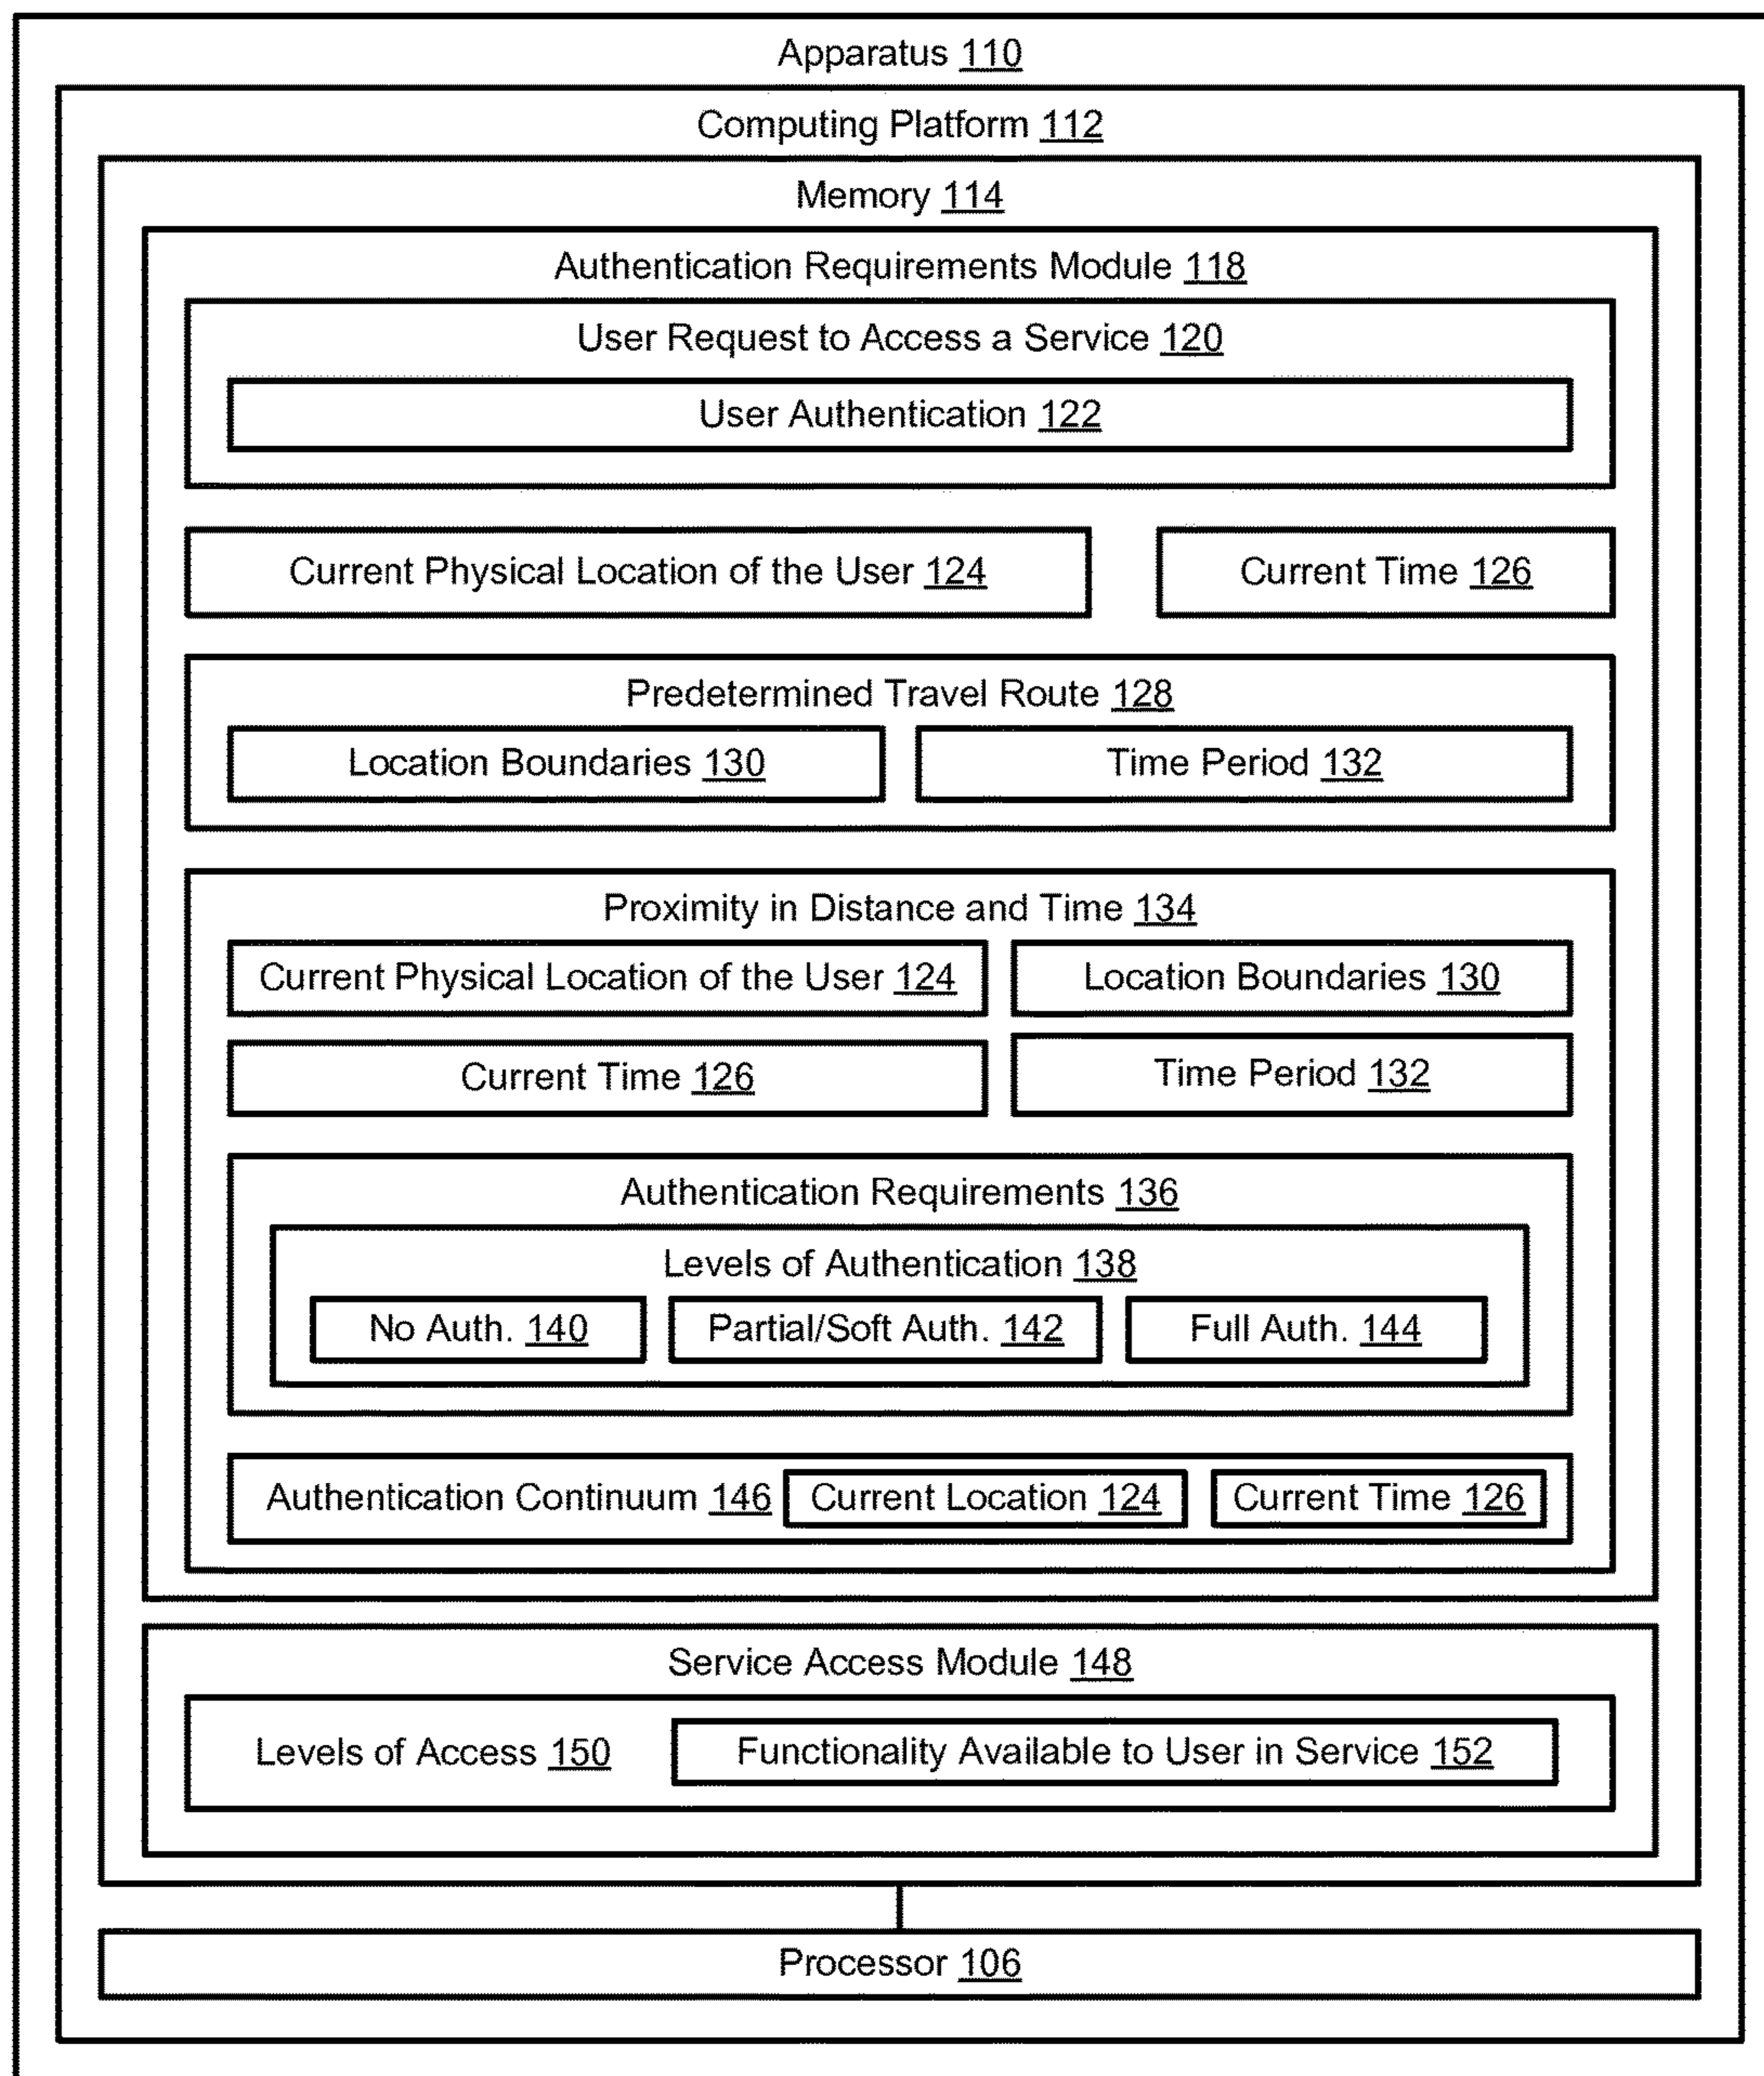 Apparatus 110
Computing Platform 112
Memory 114
Authentication Requirements Module 118
User Request to Access a Service 120
User Authentication 122
Current Physical Location of the User 124
Current Time 126
Predetermined Travel Route 128
Location Boundaries 130
Time Period 132
Proximity in Distance and Time 134
Current Physical Location of the User 124
Location Boundaries 130
Current Time 126
Time Period 132
Authentication Requirements 136
Levels of Authentication 138
No Auth. 140
Partial/Soft Auth. 142
Full Auth. 144
Authentication Continuum 146
Current Location 124
Current Time 126
Service Access Module 148
Levels of Access 150
Functionality Available to User in Service 152
Processor 106